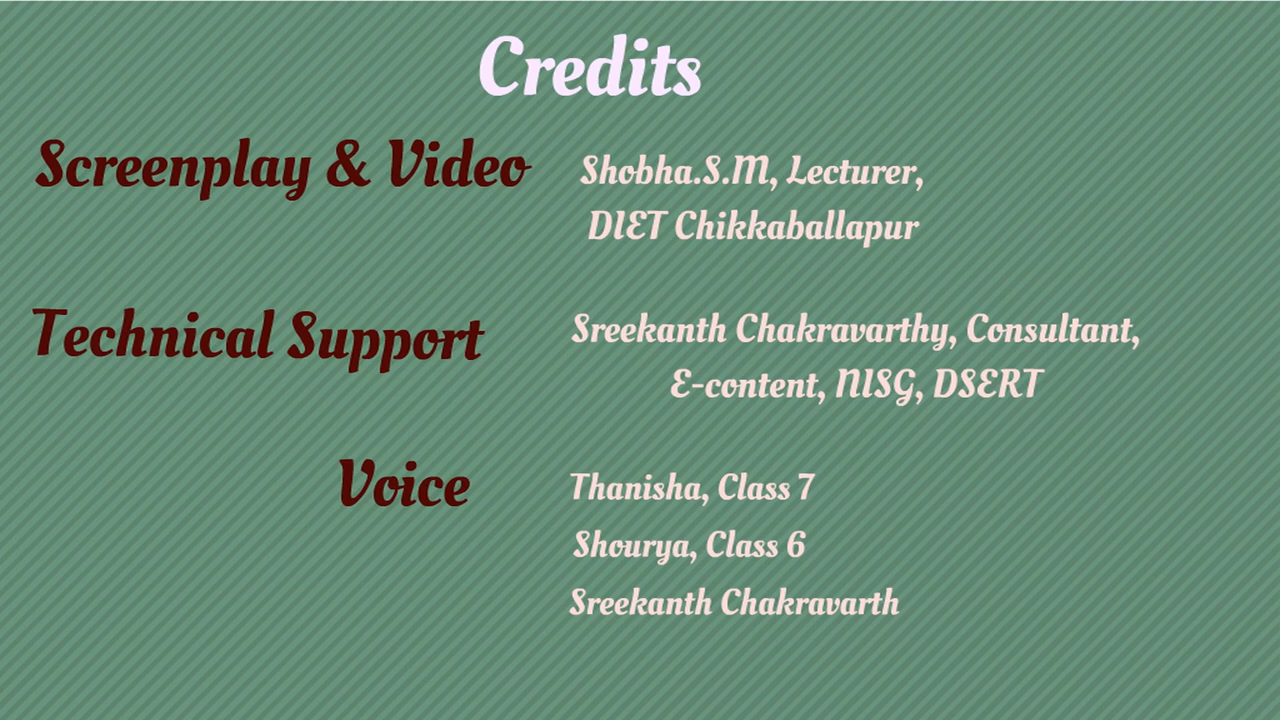 Credits
Screenplay & Video
Shobha.S.M, Lecturer,
DIET Chikkaballapur
Technical Support
Sreekanth Chakravarthy, Consultant,
E-content, NISG, DSERT
Voice
Thanisha, Class 7
Shourya, Class 6
Sreekanth Chakravarth